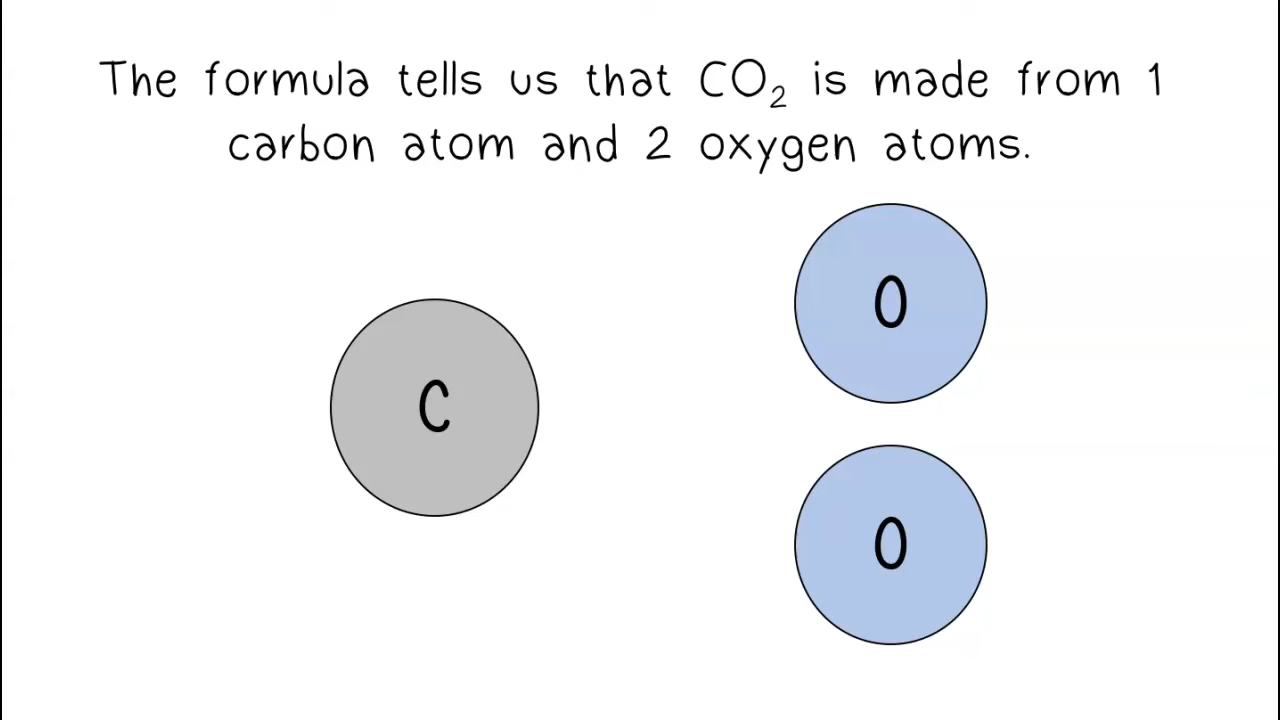 The formula tells us that CO₂ is made from 1
carbon atom and 2 oxygen atoms.
O
C
O